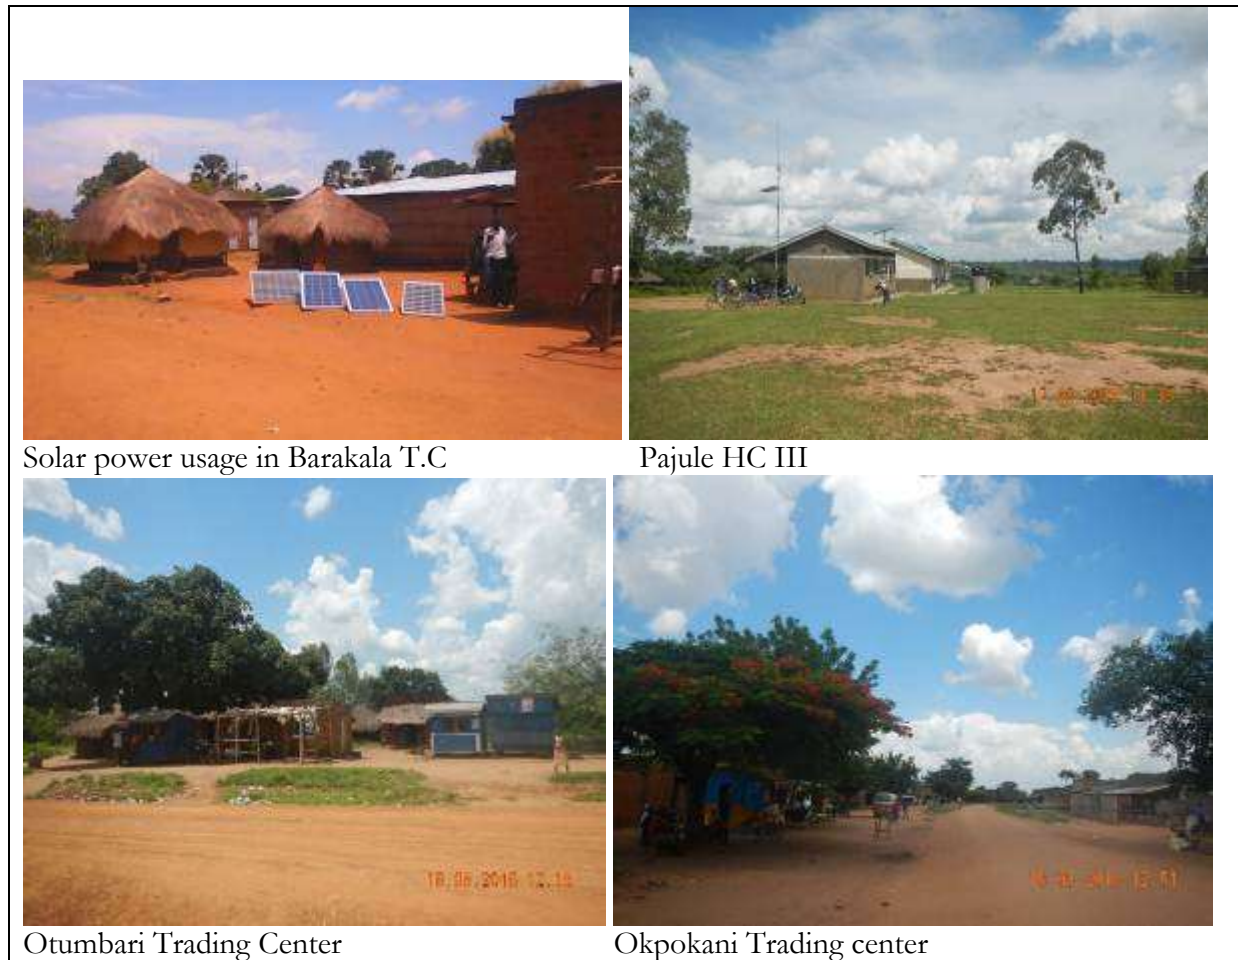 Solar power usage in Barakala T.C
Pajule HC III
Otumbari Trading Center
Okpokani Trading center